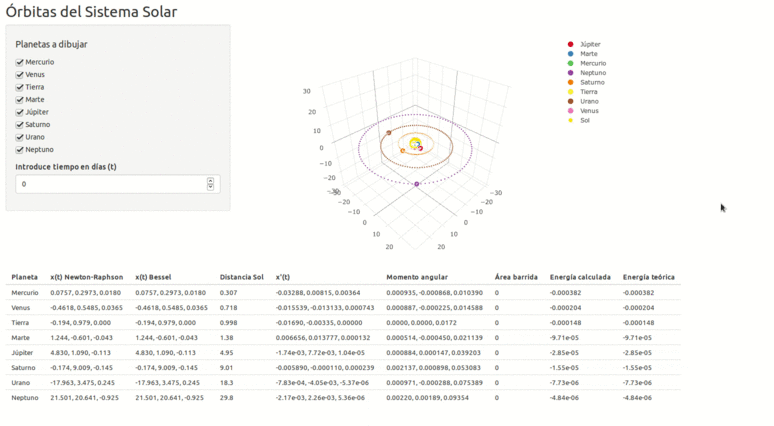 Órbitas del Sistema Solar
Planetas a dibujar
Mercurio
Venus
Tierra
Marte
Júpiter
Saturno
Urano
Neptuno
Introduce tiempo en días (t)
0
30
20
10
0
−10
−20
−30
−20
−10
0
10
20
−30
−20
−10
0
10
20
Júpiter
Marte
Mercurio
Neptuno
Saturno
Tierra
Urano
Venus
Sol
Planeta x(t) Newton-Raphson x(t) Bessel Distancia Sol x'(t) Momento angular Área barrida Energía calculada Energía teórica
Mercurio 0.0757, 0.2973, 0.0180 0.0757, 0.2973, 0.0180 0.307 -0.03288, 0.00815, 0.00364 0.000935, -0.000868, 0.010390 0 -0.000382 -0.000382
Venus -0.4618, 0.5485, 0.0365 -0.4618, 0.5485, 0.0365 0.718 -0.015539, -0.013133, 0.000743 0.000887, -0.000225, 0.014588 0 -0.000204 -0.000204
Tierra -0.194, 0.979, 0.000 -0.194, 0.979, 0.000 0.998 -0.01690, -0.00335, 0.00000 0.0000, 0.0000, 0.0172 0 -0.000148 -0.000148
Marte 1.244, -0.601, -0.043 1.244, -0.601, -0.043 1.38 0.006656, 0.013777, 0.000132 0.000514, -0.000450, 0.021139 0 -9.71e-05 -9.71e-05
Júpiter 4.830, 1.090, -0.113 4.830, 1.090, -0.113 4.95 -1.74e-03, 7.72e-03, 1.04e-05 0.000884, 0.000147, 0.039203 0 -2.85e-05 -2.85e-05
Saturno -0.174, 9.009, -0.145 -0.174, 9.009, -0.145 9.01 -0.005890, -0.000110, 0.000239 0.002137, 0.000898, 0.053083 0 -1.55e-05 -1.55e-05
Urano -17.963, 3.475, 0.245 -17.963, 3.475, 0.245 18.3 -7.83e-04, -4.05e-03, -5.37e-06 0.000971, -0.000288, 0.075389 0 -7.73e-06 -7.73e-06
Neptuno 21.501, 20.641, -0.925 21.501, 20.641, -0.925 29.8 -2.17e-03, 2.26e-03, 5.36e-06 0.00220, 0.00189, 0.09354 0 -4.84e-06 -4.84e-06